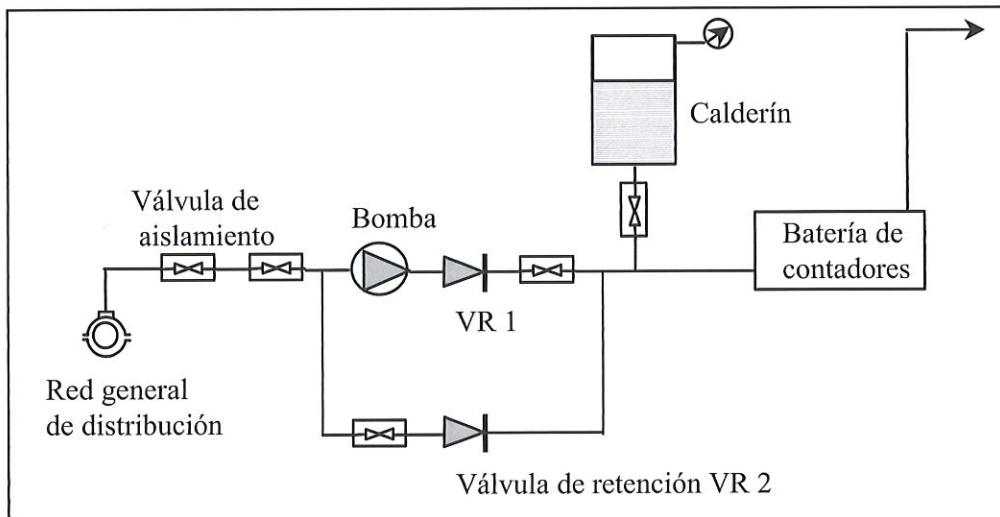 Calderín
Válvula de
aislamiento
Bomba
Batería de
contadores
VR 1
Red general
de distribución
Válvula de retención VR 2